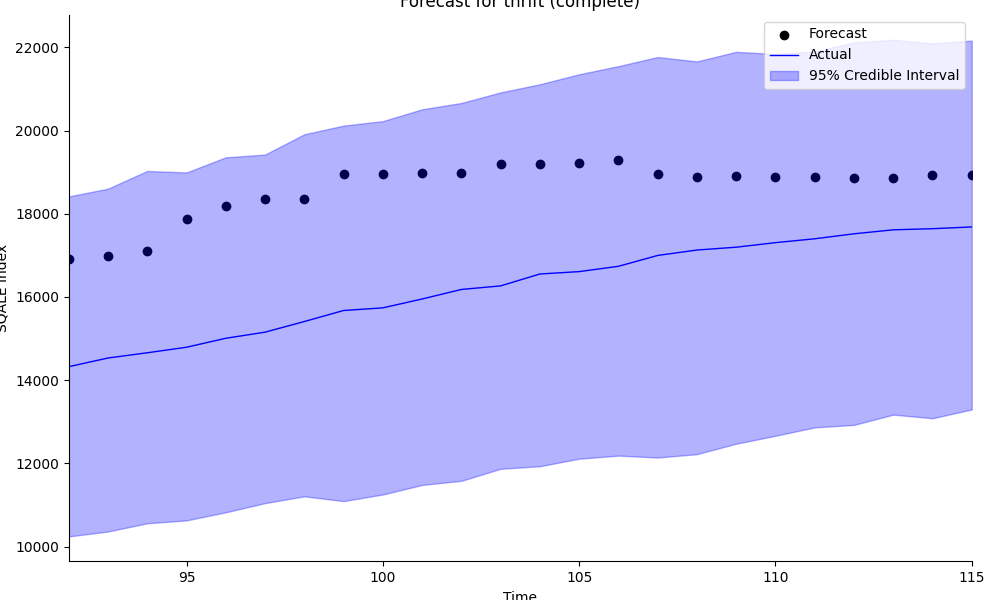 Forecast for thrift (complete)
Forecast
Actual
95% Credible Interval
22000
20000
18000
16000
14000
12000
10000
SQALE Index
95
100
105
110
115
Time